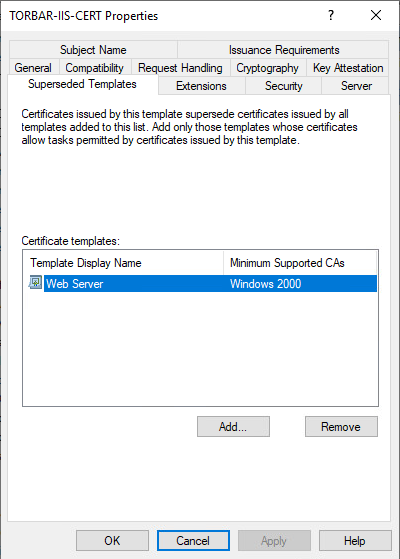 TORBAR-IIS-CERT Properties
?
Subject Name
Issuance Requirements
General
Compatibility
Request Handling
Cryptography
Key Attestation
Superseded Templates
Extensions
Security
Server
Certificates issued by this template supersede certificates issued by all
templates added to this list. Add only those templates whose certificates
allow tasks permitted by certificates issued by this template.
Certificate templates:
Template Display Name
Minimum Supported CAs
Web Server
Windows 2000
Add...
Remove
OK
Cancel
Apply
Help